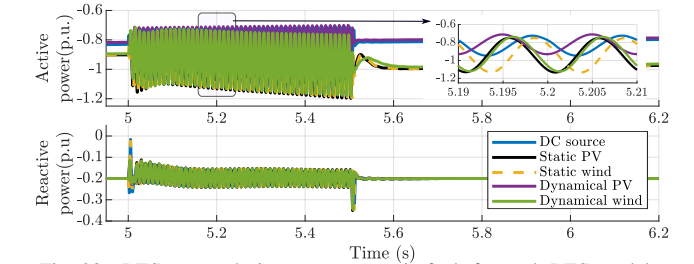 -0.6
-0.8
-1
-1.2
Active
power(p.u.)
5 5.2 5.4 5.6 5.8 6 6.2
-0.6
-0.8
-1
-1.2
5.19 5.195 5.2 5.205 5.21
0
-0.1
-0.2
-0.3
-0.4
Reactive
power(p.u)
DC source
Static PV
Static wind
Dynamical PV
Dynamical wind
5 5.2 5.4 5.6 5.8 6 6.2
Time (s)